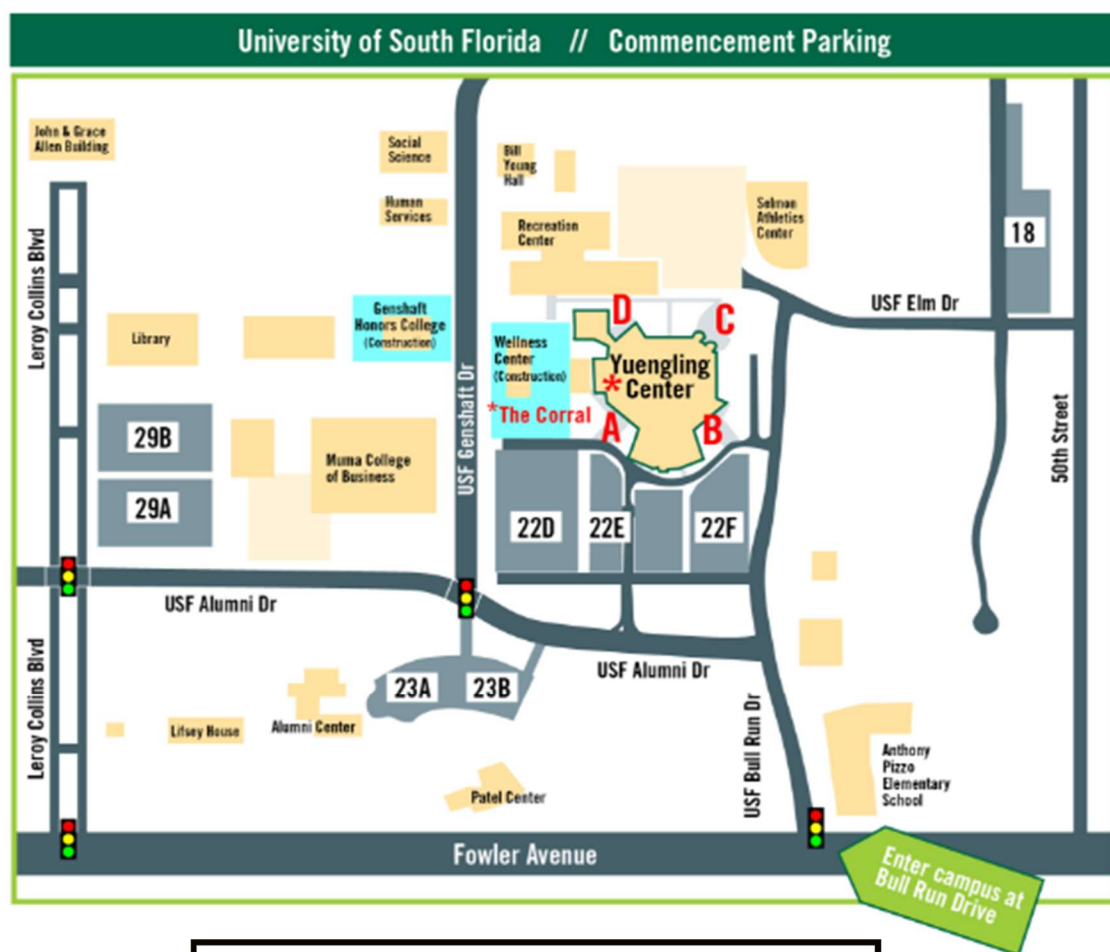 University of South Florida // Commencement Parking
John & Grace
Allen Building
Social
Science
Bill
Young
Hall
Human
Services
Recreation
Center
Selmon
Athletics
Center
18
Leroy Collins Blvd
Library
Genshaft
Honors College
(Construction)
D
C
USF Elm Dr
Wellness
Center
(Construction)
*The Corral
Yuengling
* Center
A
B
USF Genshaft Dr
50th Street
29B
29A
Muma College
of Business
22D
22E
22F
USF Alumni Dr
USF Alumni Dr
23A
23B
Leroy Collins Blvd
Lifsey House
Alumni Center
Patel Center
USF Bull Run Dr
Anthony
Pizzo
Elementary
School
Fowler Avenue
Enter campus at
Bull Run Drive